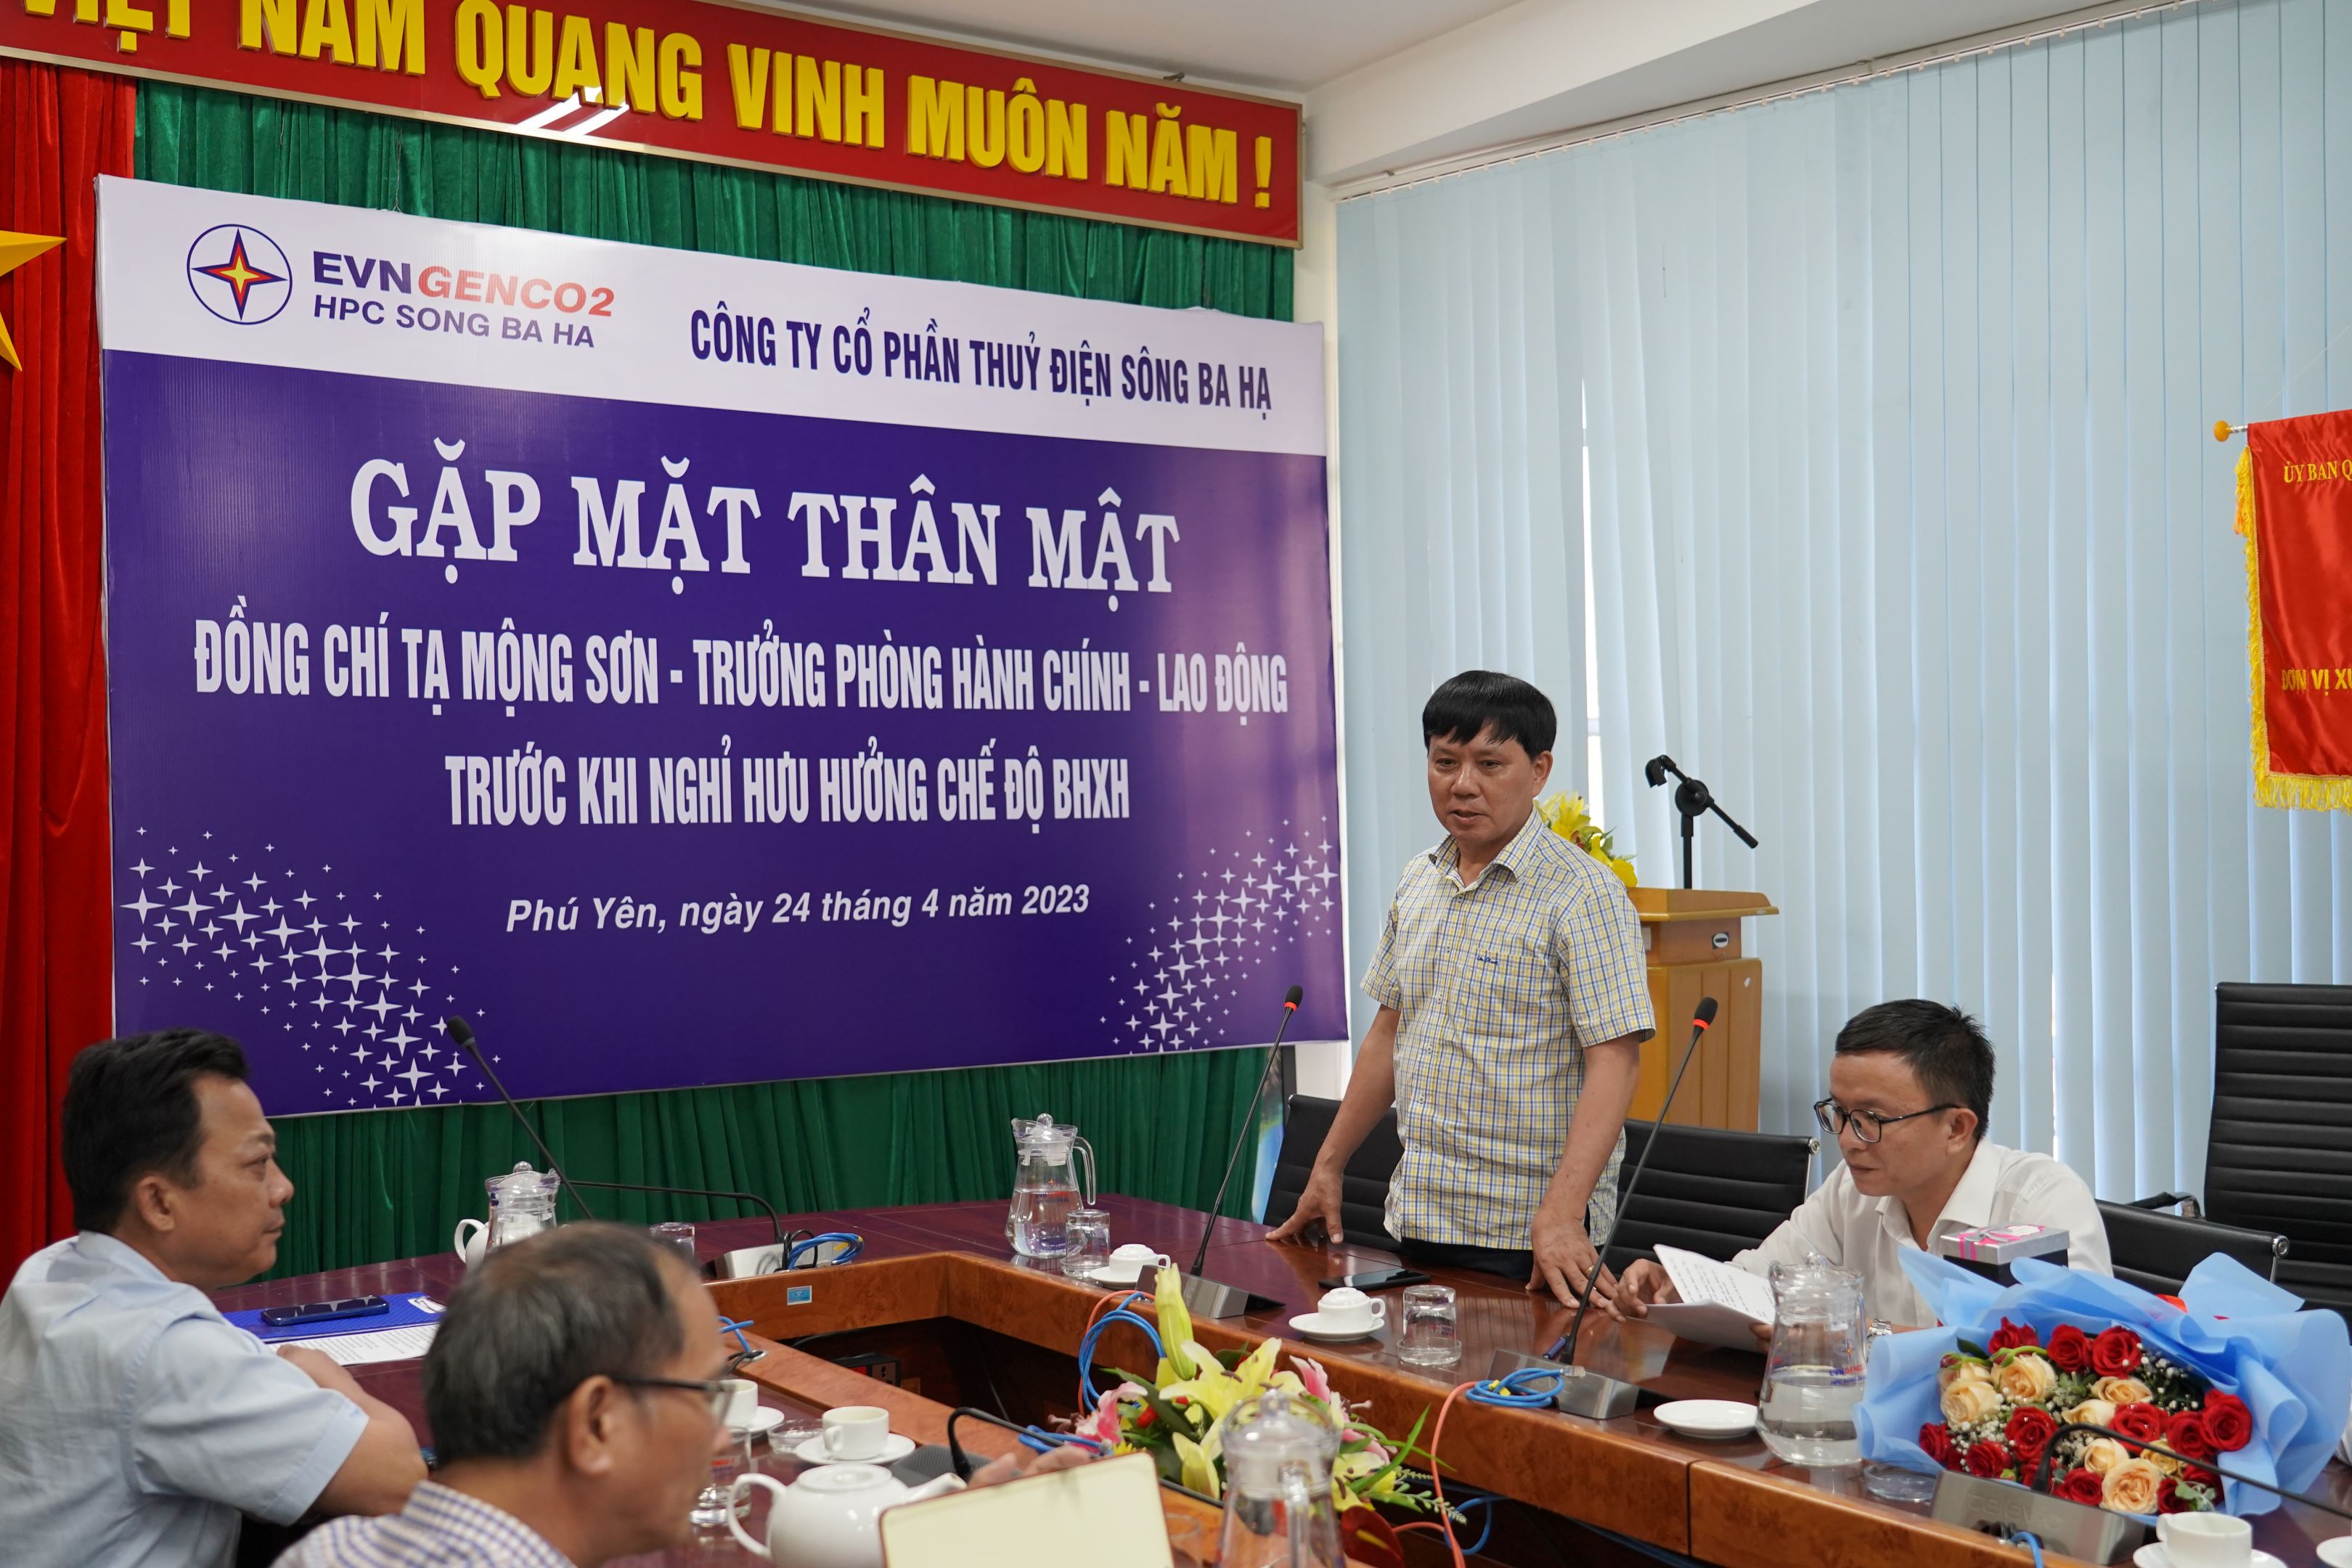 VIỆT NAM QUANG VINH MUÔN NĂM !
EVNGENCO2
HPC SONG BA HA
CÔNG TY CỔ PHẦN THUỶ ĐIỆN SÔNG BA HẠ
GẶP MẶT THÂN MẬT
ĐỒNG CHÍ TẠ MỘNG SƠN - TRƯỞNG PHÒNG HÀNH CHÍNH - LAO ĐỘNG
TRƯỚC KHI NGHỈ HƯU HƯỞNG CHẾ ĐỘ BHXH
Phú Yên, ngày 24 tháng 4 năm 2023
ỦY BAN Q
ĐƠN VỊ XU